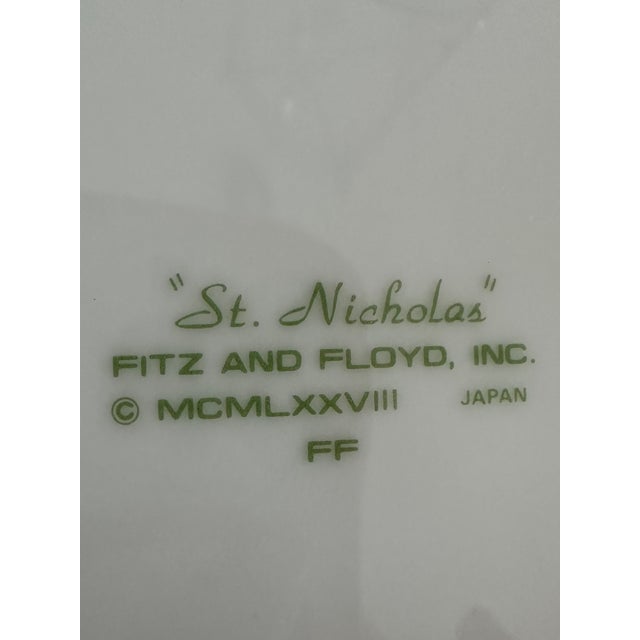 "St. Nicholas"
FITZ AND FLOYD, INC.
© MCMLXXVIII JAPAN
FF